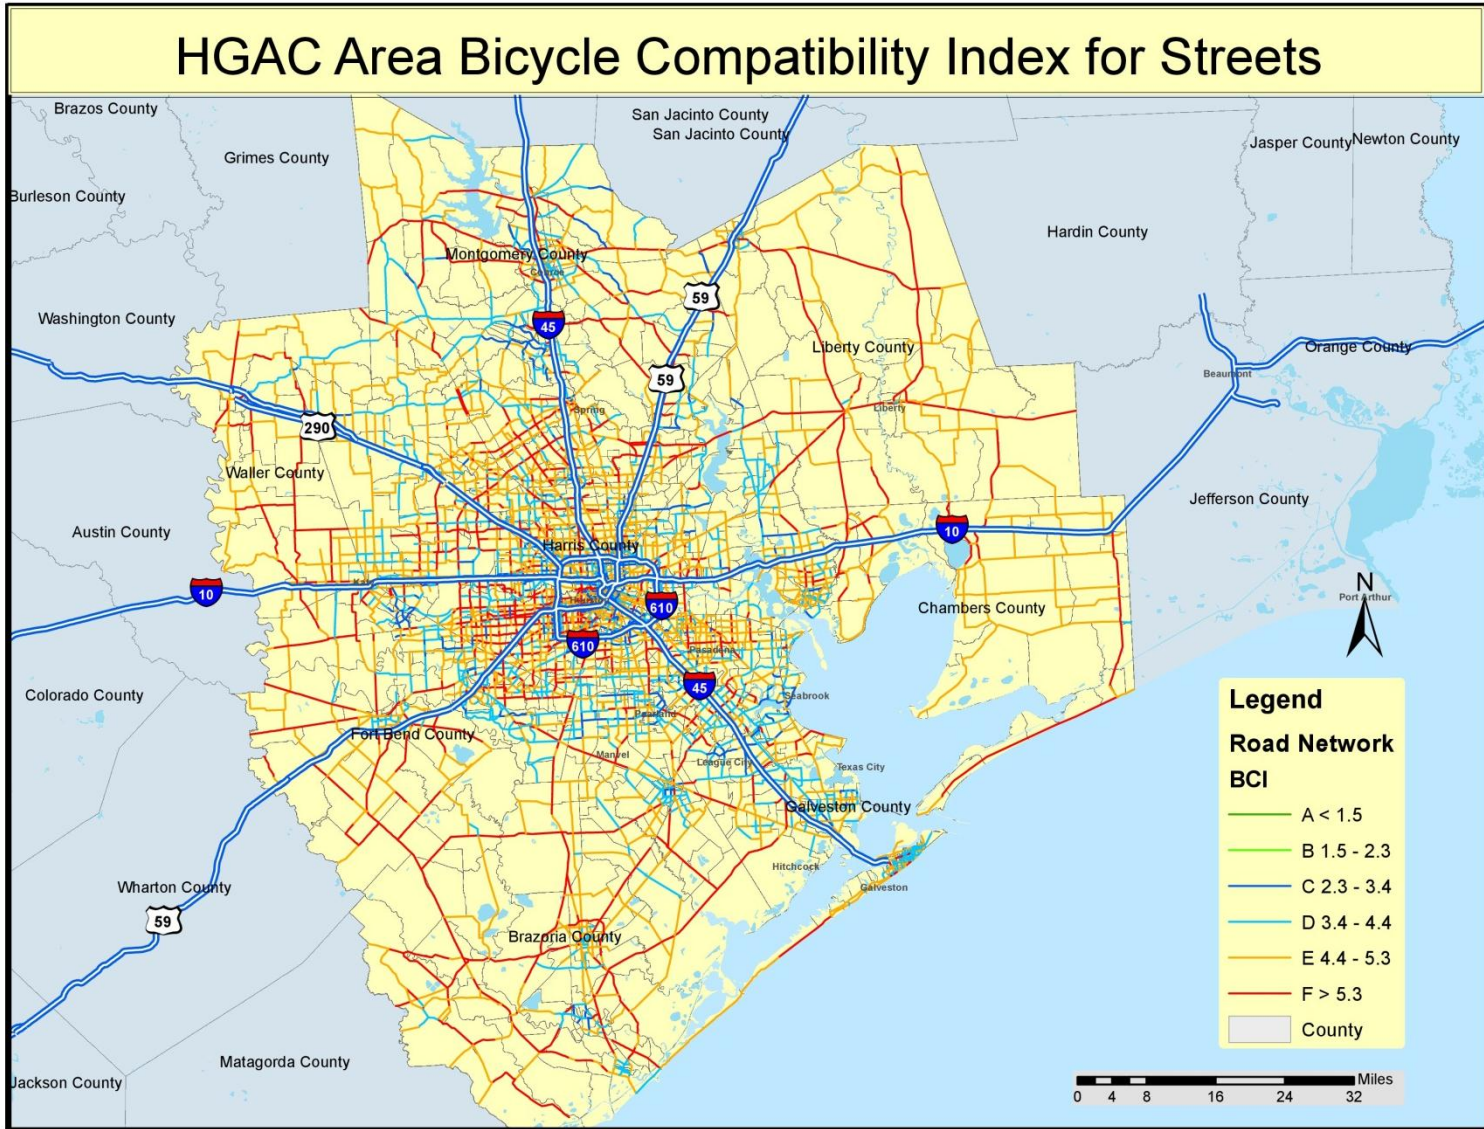 HGAC Area Bicycle Compatibility Index for Streets
Brazos County
San Jacinto County
San Jacinto County
Jasper County
Newton County
Grimes County
Burleson County
Hardin County
Montgomery County
Conroe
59
Washington County
45
Liberty County
Orange County
59
Beaumont
Spring
Liberty
290
Waller County
Jefferson County
Austin County
10
Harris County
Katy
10
610
Chambers County
N
Port Arthur
610
Pasadena
45
Colorado County
Seabrook
Pearland
Fort Bend County
Manvel
League City
Texas City
Galveston County
Hitchcock
Galveston
Wharton County
59
Brazoria County
Matagorda County
Jackson County
Legend
Road Network
BCI
A < 1.5
B 1.5 - 2.3
C 2.3 - 3.4
D 3.4 - 4.4
E 4.4 - 5.3
F > 5.3
County
Miles
0 4 8 16 24 32